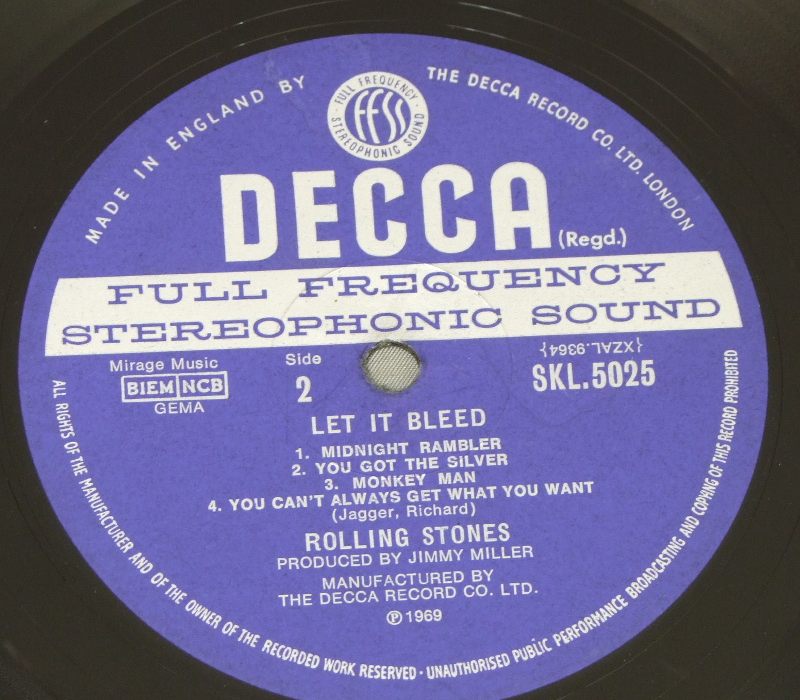 MADE IN ENGLAND BY
THE DECCA RECORD CO. LTD. LONDON
· FULL FREQUENCY · STEREOPHONIC SOUND
FFSS
DECCA (Regd.)
FULL FREQUENCY
STEREOPHONIC SOUND
Mirage Music
BIEM NCB
GEMA
Side
2
{XZAL.9364}
SKL.5025
LET IT BLEED
1. MIDNIGHT RAMBLER
2. YOU GOT THE SILVER
3. MONKEY MAN
4. YOU CAN'T ALWAYS GET WHAT YOU WANT
(Jagger, Richard)
ROLLING STONES
PRODUCED BY JIMMY MILLER
MANUFACTURED BY
THE DECCA RECORD CO. LTD.
℗ 1969
ALL RIGHTS OF THE MANUFACTURER AND OF THE OWNER OF THE RECORDED WORK RESERVED · UNAUTHORISED PUBLIC PERFORMANCE BROADCASTING AND COPYING OF THIS RECORD PROHIBITED